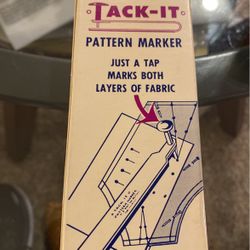 TACK-IT
PATTERN MARKER
JUST A TAP
MARKS BOTH
LAYERS OF FABRIC